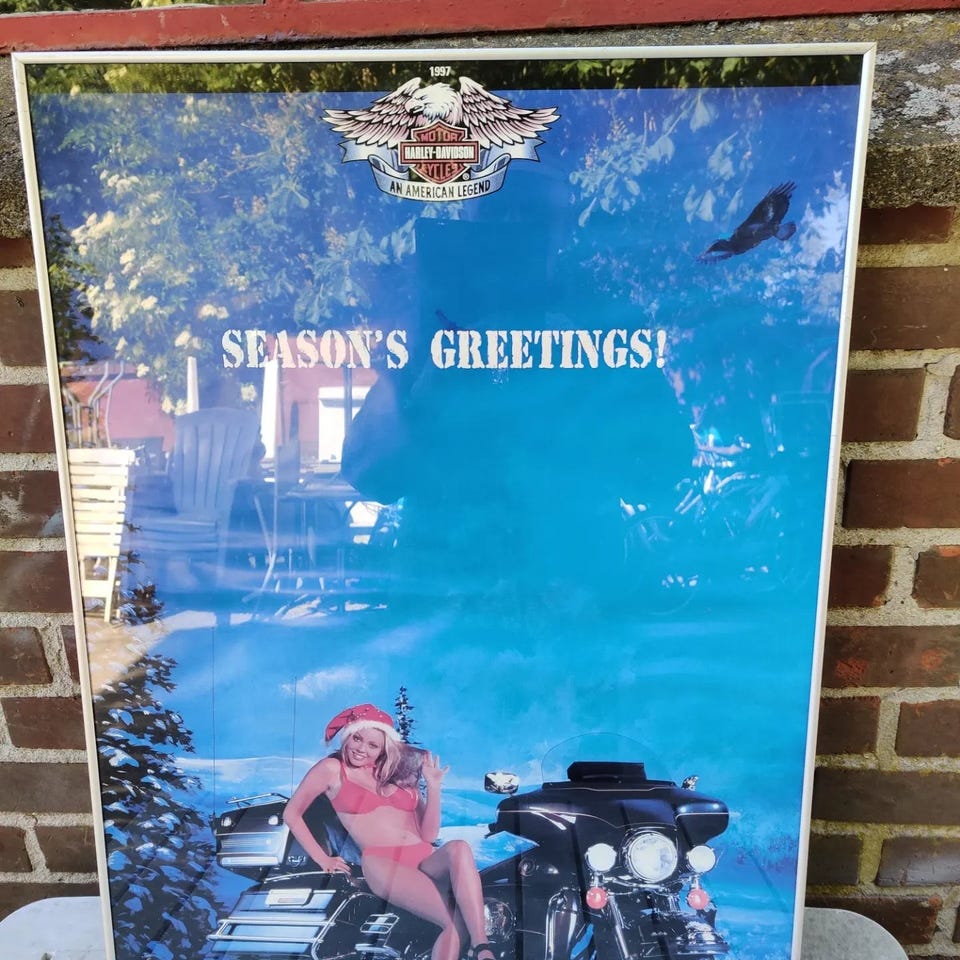 1997
MOTOR
HARLEY-DAVIDSON
CYCLES
AN AMERICAN LEGEND
SEASON'S GREETINGS!